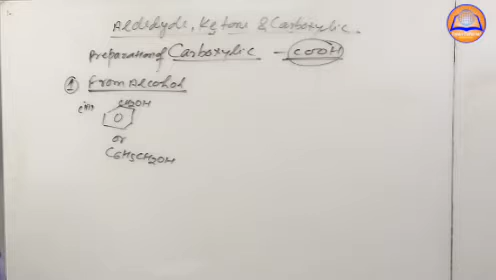 Aldehyde, Ketone & Carboxylic.
Preparation of Carboxylic - COOH
① From Alcohol
CH2OH
or
C6H5CH2OH